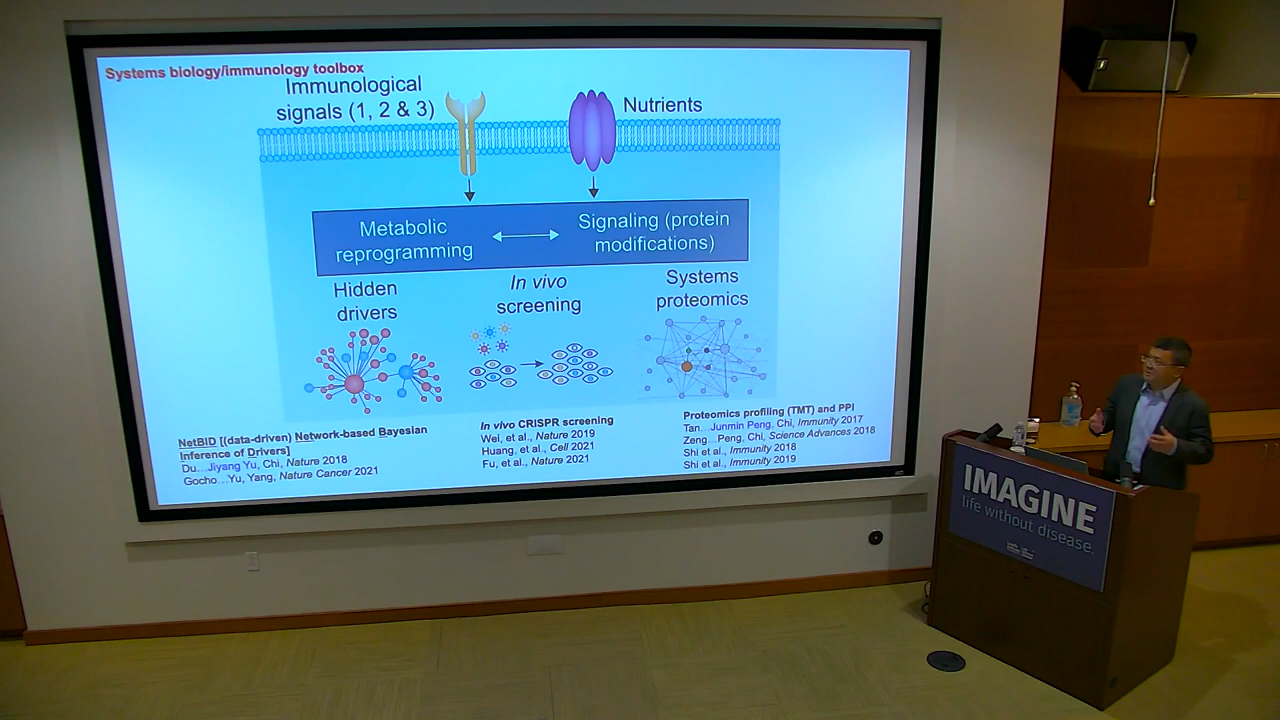 Systems biology/immunology toolbox
Immunological
signals (1, 2 & 3)
Nutrients
Metabolic
reprogramming
Signaling (protein
modifications)
Hidden
drivers
In vivo
screening
Systems
proteomics
NetBID [(data-driven) Network-based Bayesian
Inference of Drivers]
Du...Jiyang Yu, Chi, Nature 2018
Gocho...Yu, Yang, Nature Cancer 2021
In vivo CRISPR screening
Wei, et al., Nature 2019
Huang, et al., Cell 2021
Fu, et al., Nature 2021
Proteomics profiling (TMT) and PPI
Tan...Junmin Peng, Chi, Immunity 2017
Zeng...Peng, Chi, Science Advances 2018
Shi et al., Immunity 2018
Shi et al., Immunity 2019
IMAGINE
life without disease.